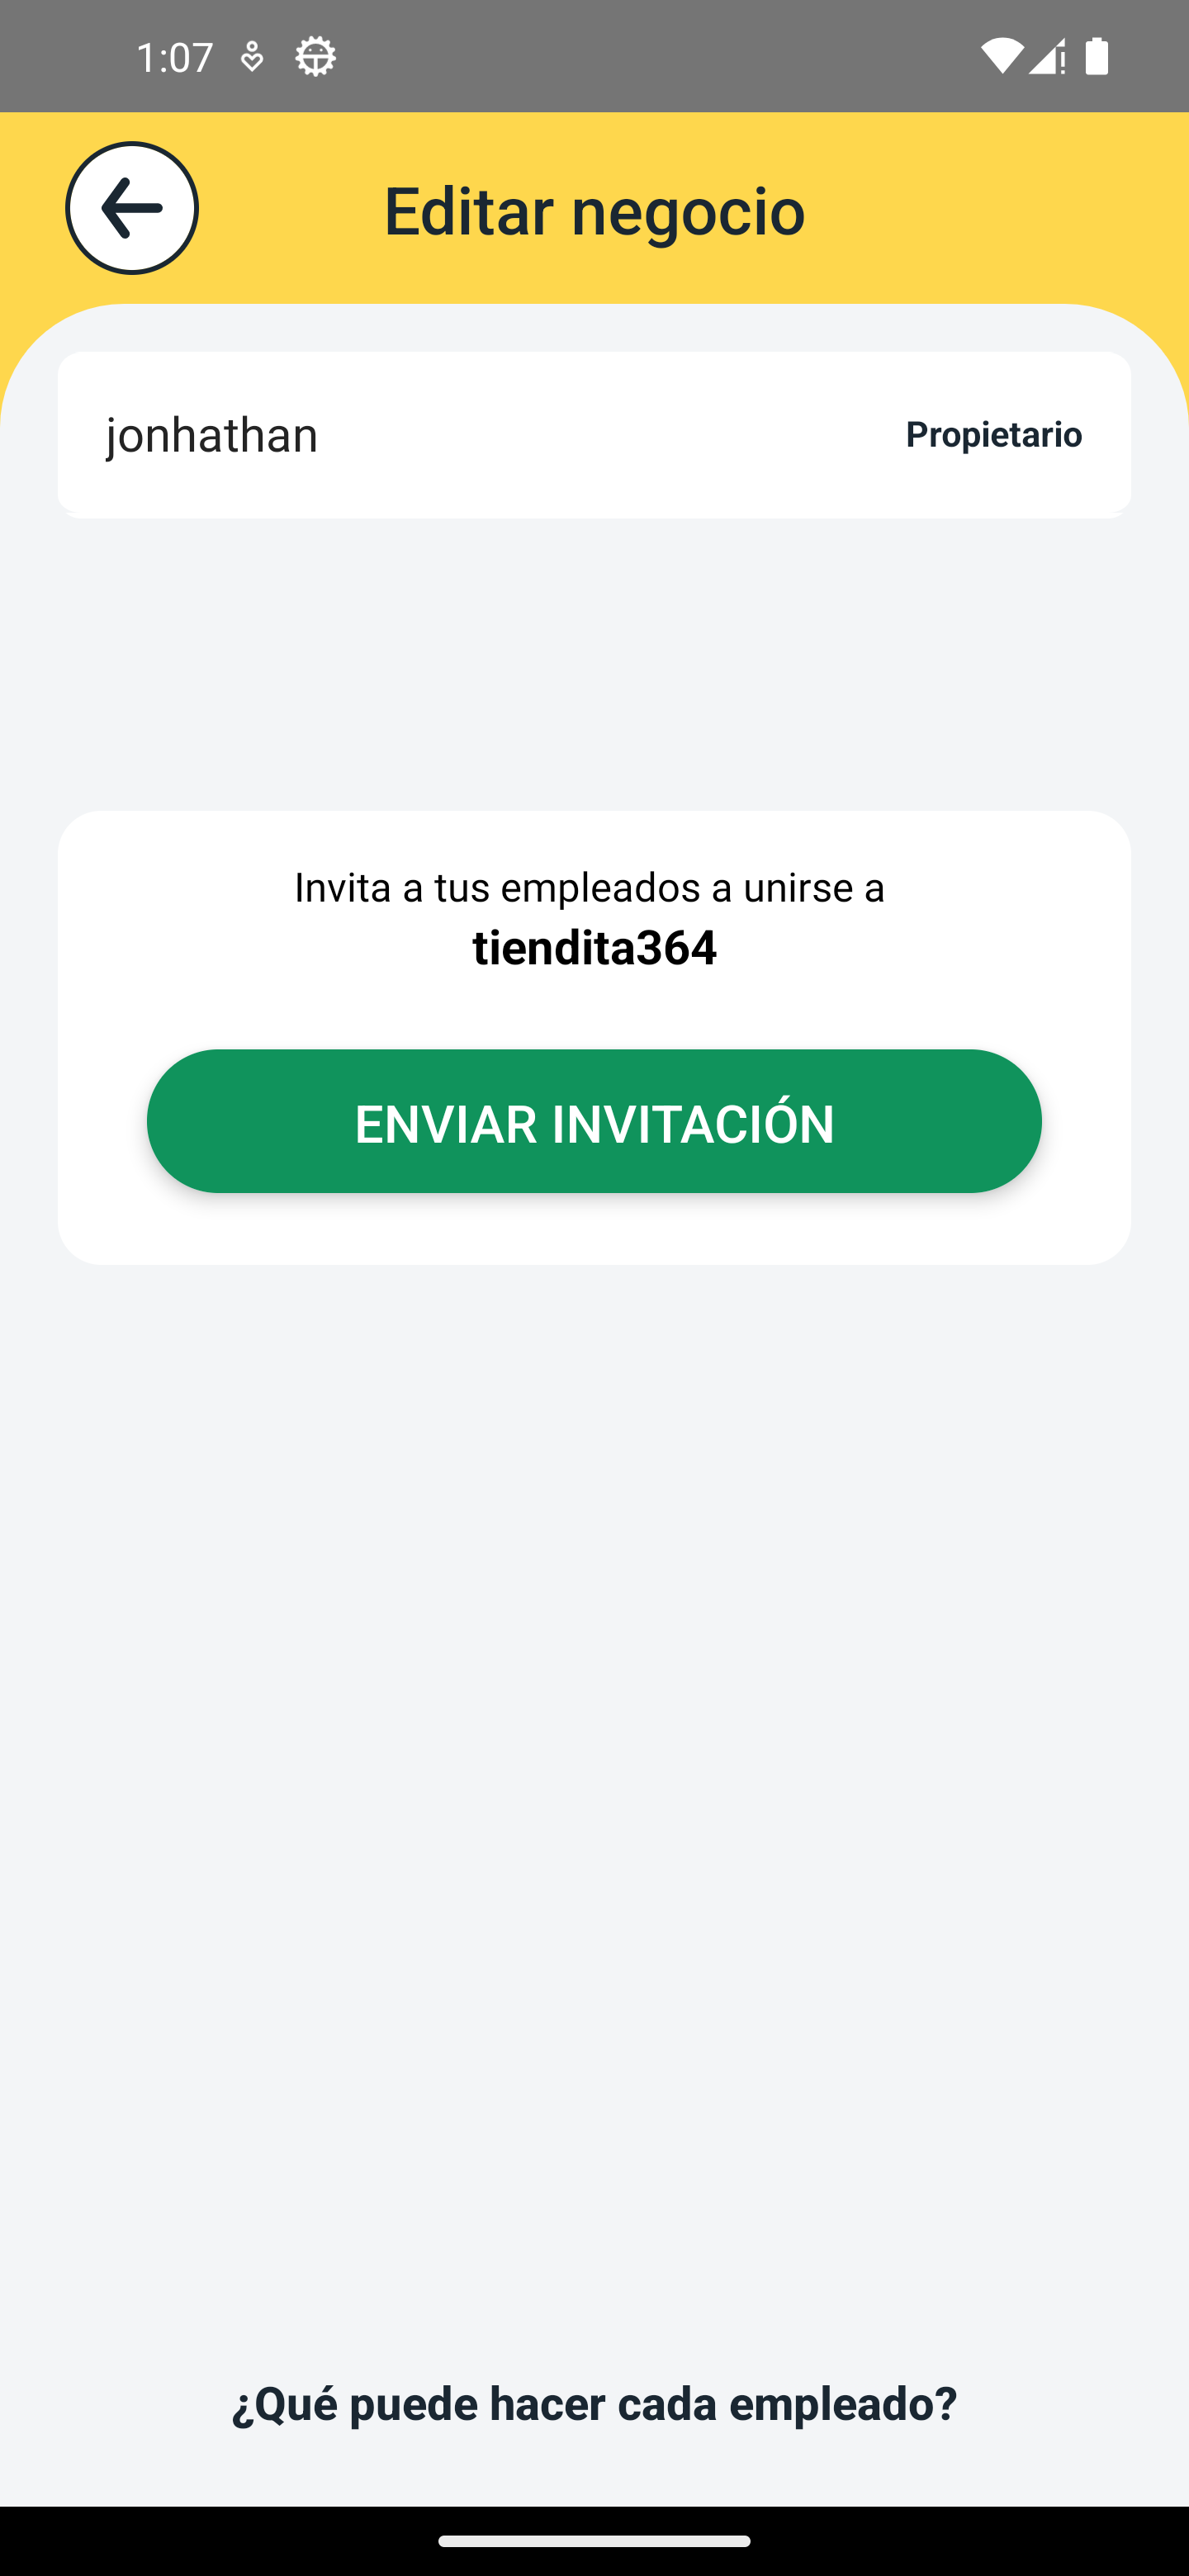 1:07
Editar negocio
jonhathan
Propietario
Invita a tus empleados a unirse a
tiendita364
ENVIAR INVITACIÓN
¿Qué puede hacer cada empleado?